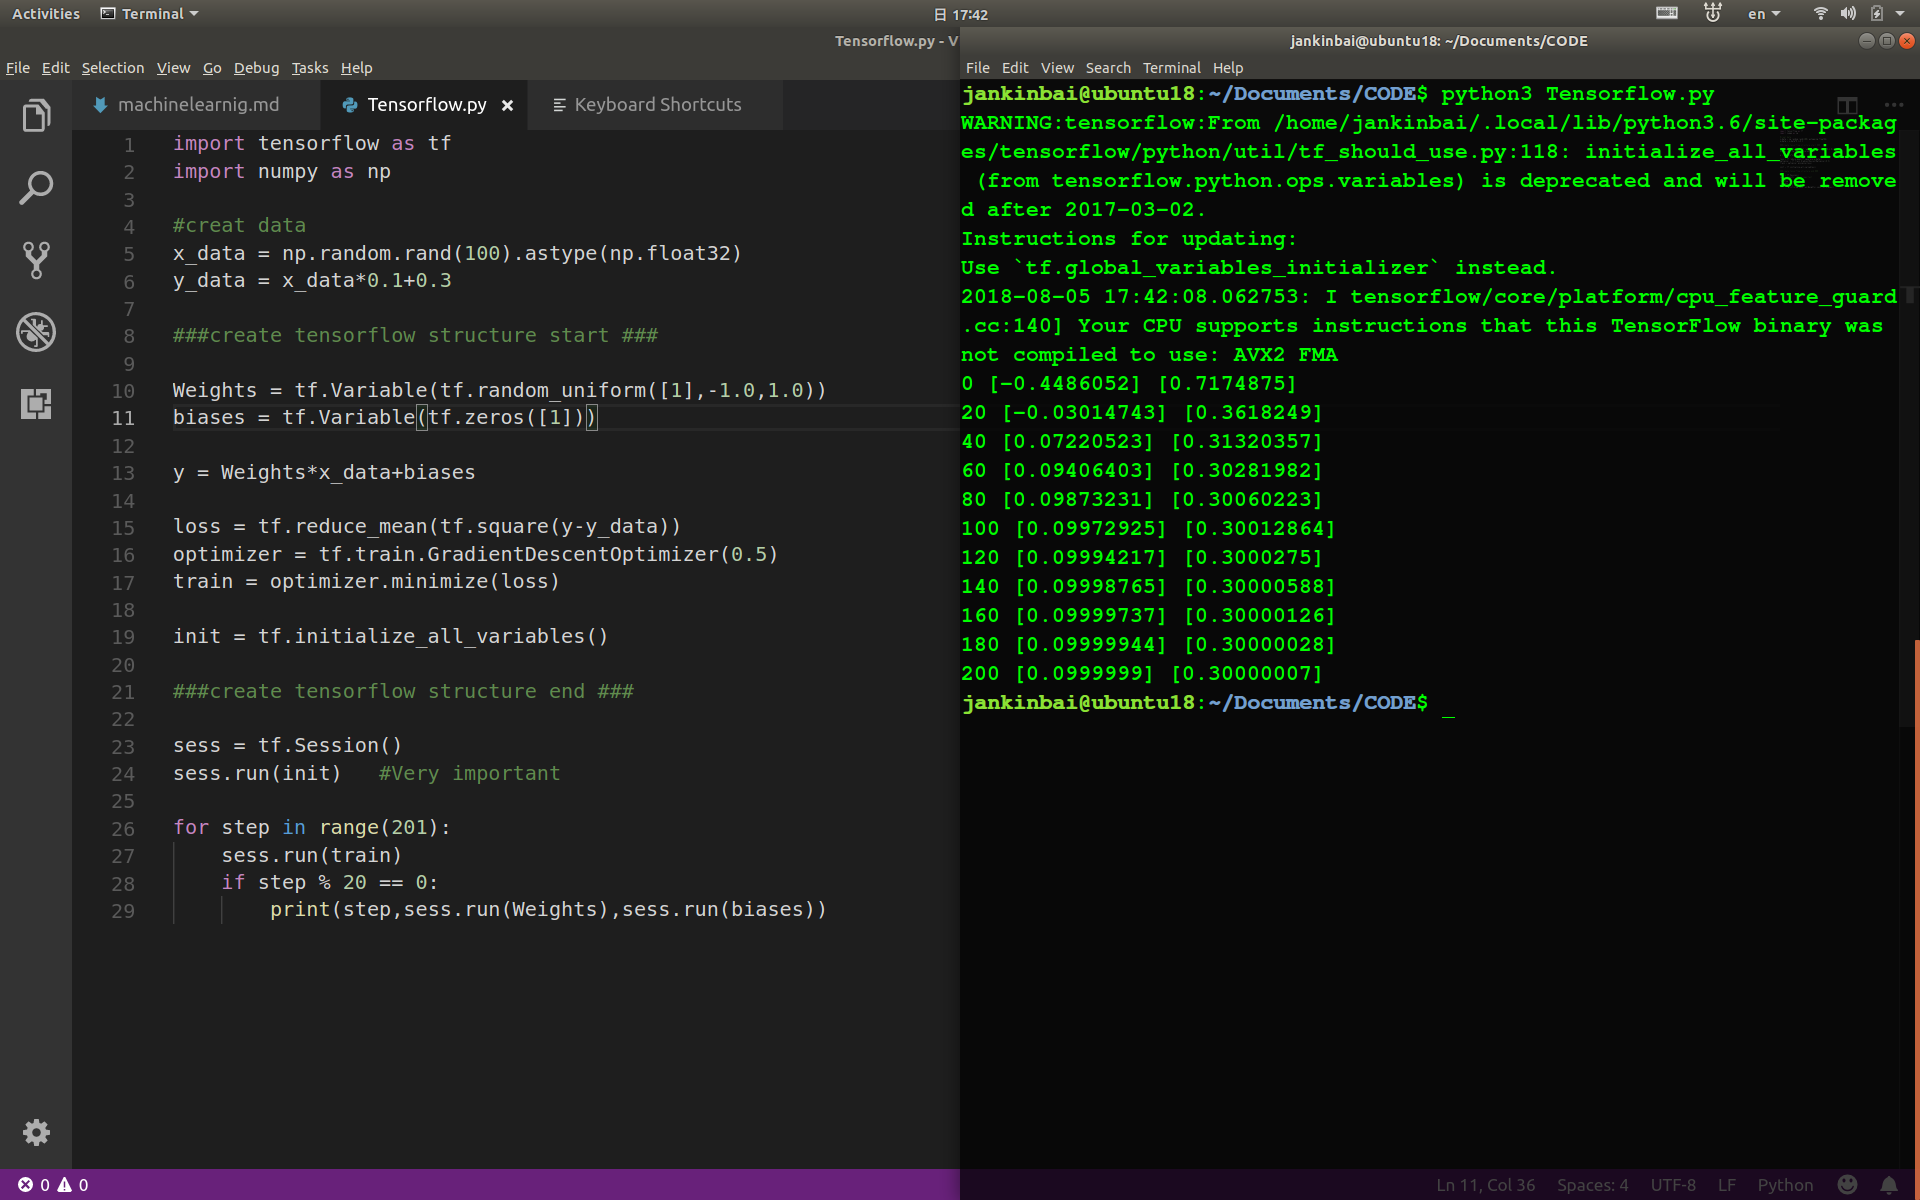 Activities Terminal 日 17:42 en
Tensorflow.py - V
File Edit Selection View Go Debug Tasks Help
machinelearnig.md Tensorflow.py × Keyboard Shortcuts
1 import tensorflow as tf
2 import numpy as np
3
4 #creat data
5 x_data = np.random.rand(100).astype(np.float32)
6 y_data = x_data*0.1+0.3
7
8 ###create tensorflow structure start ###
9
10 Weights = tf.Variable(tf.random_uniform([1],-1.0,1.0))
11 biases = tf.Variable(tf.zeros([1]))
12
13 y = Weights*x_data+biases
14
15 loss = tf.reduce_mean(tf.square(y-y_data))
16 optimizer = tf.train.GradientDescentOptimizer(0.5)
17 train = optimizer.minimize(loss)
18
19 init = tf.initialize_all_variables()
20
21 ###create tensorflow structure end ###
22
23 sess = tf.Session()
24 sess.run(init)   #Very important
25
26 for step in range(201):
27     sess.run(train)
28     if step % 20 == 0:
29         print(step,sess.run(Weights),sess.run(biases))
0 0
jankinbai@ubuntu18: ~/Documents/CODE
File Edit View Search Terminal Help
jankinbai@ubuntu18:~/Documents/CODE$ python3 Tensorflow.py
WARNING:tensorflow:From /home/jankinbai/.local/lib/python3.6/site-packag
es/tensorflow/python/util/tf_should_use.py:118: initialize_all_variables
 (from tensorflow.python.ops.variables) is deprecated and will be remove
d after 2017-03-02.
Instructions for updating:
Use `tf.global_variables_initializer` instead.
2018-08-05 17:42:08.062753: I tensorflow/core/platform/cpu_feature_guard
.cc:140] Your CPU supports instructions that this TensorFlow binary was
not compiled to use: AVX2 FMA
0 [-0.4486052] [0.7174875]
20 [-0.03014743] [0.3618249]
40 [0.07220523] [0.31320357]
60 [0.09406403] [0.30281982]
80 [0.09873231] [0.30060223]
100 [0.09972925] [0.30012864]
120 [0.09994217] [0.3000275]
140 [0.09998765] [0.30000588]
160 [0.09999737] [0.30000126]
180 [0.09999944] [0.30000028]
200 [0.0999999] [0.30000007]
jankinbai@ubuntu18:~/Documents/CODE$ _
Ln 11, Col 36 Spaces: 4 UTF-8 LF Python